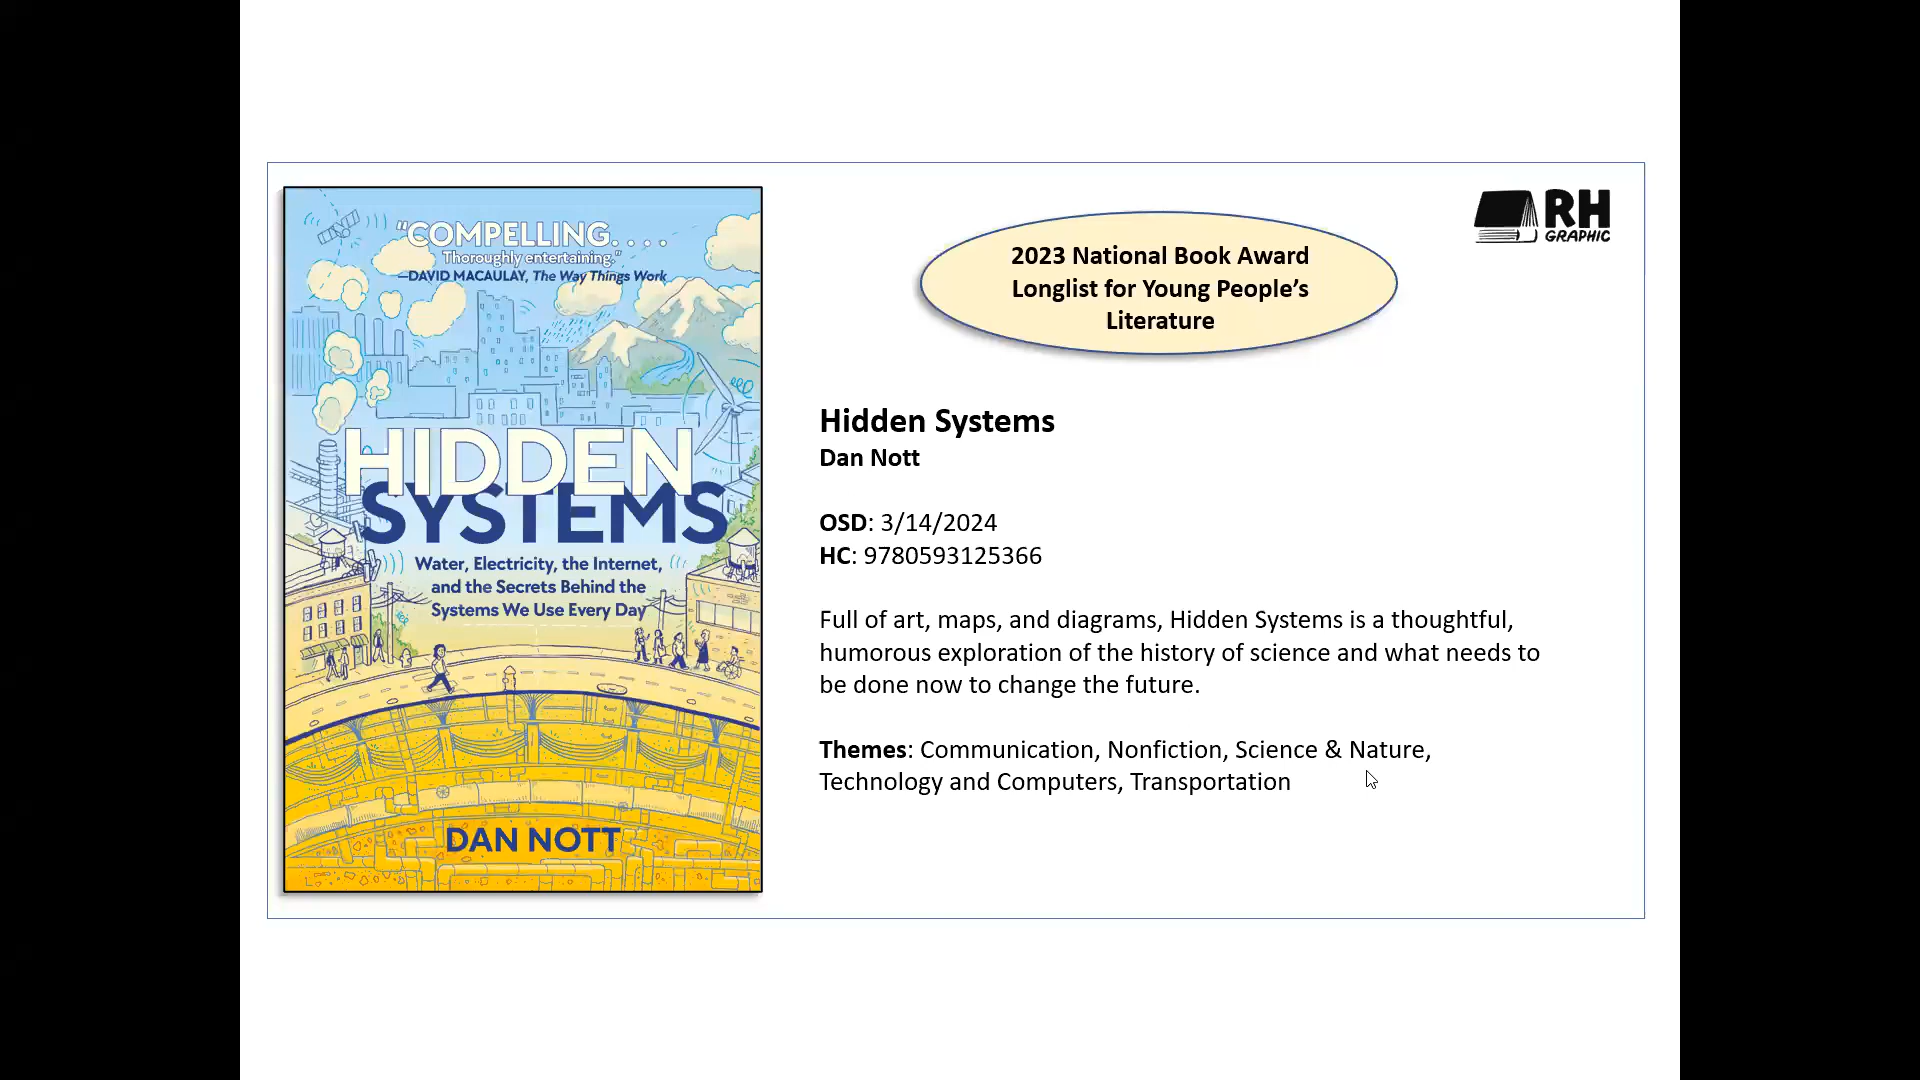 "COMPELLING. . . .
Thoroughly entertaining."
—DAVID MACAULAY, The Way Things Work
HIDDEN
SYSTEMS
Water, Electricity, the Internet,
and the Secrets Behind the
Systems We Use Every Day
DAN NOTT
2023 National Book Award
Longlist for Young People's
Literature
RH
GRAPHIC
Hidden Systems
Dan Nott
OSD: 3/14/2024
HC: 9780593125366
Full of art, maps, and diagrams, Hidden Systems is a thoughtful,
humorous exploration of the history of science and what needs to
be done now to change the future.
Themes: Communication, Nonfiction, Science & Nature,
Technology and Computers, Transportation